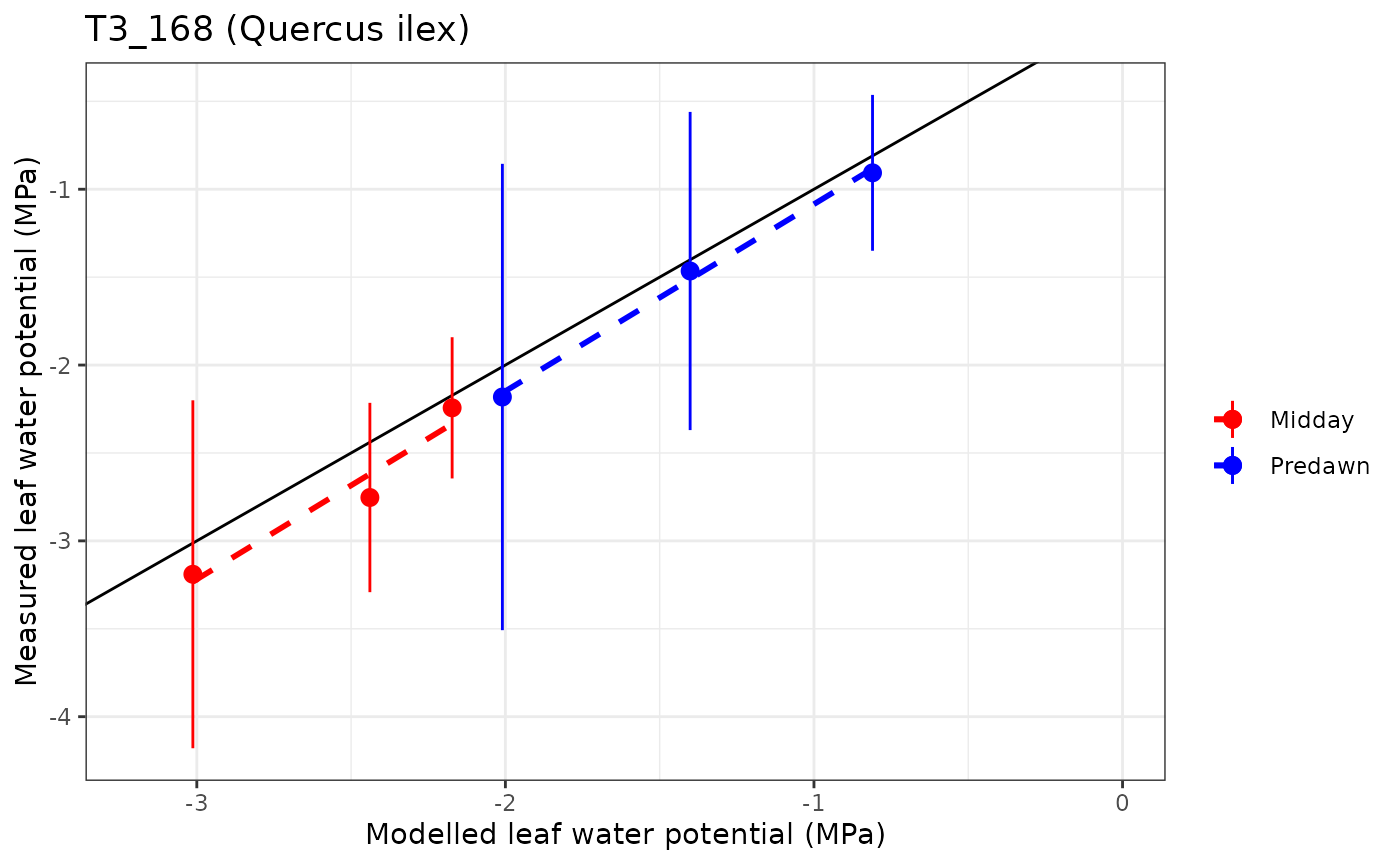 T3_168 (Quercus ilex)
Measured leaf water potential (MPa)
-1
-2
-3
-4
-3
-2
-1
0
Modelled leaf water potential (MPa)
Midday
Predawn